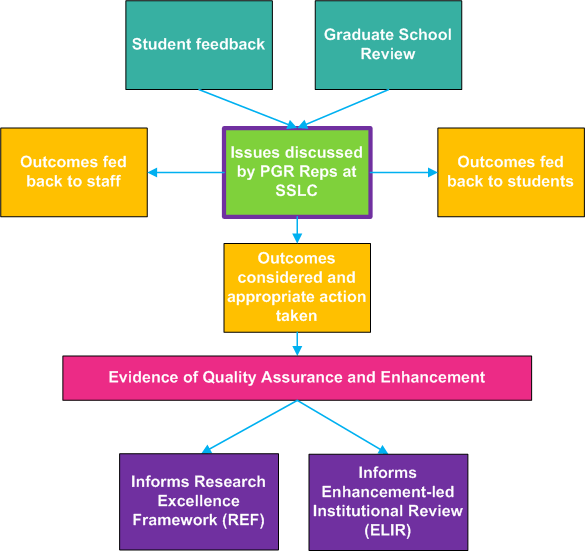 Student feedback
Graduate School
Review
Outcomes fed
back to staff
Issues discussed
by PGR Reps at
SSLC
Outcomes fed
back to students
Outcomes
considered and
appropriate action
taken
Evidence of Quality Assurance and Enhancement
Informs Research
Excellence
Framework (REF)
Informs
Enhancement-led
Institutional Review
(ELIR)